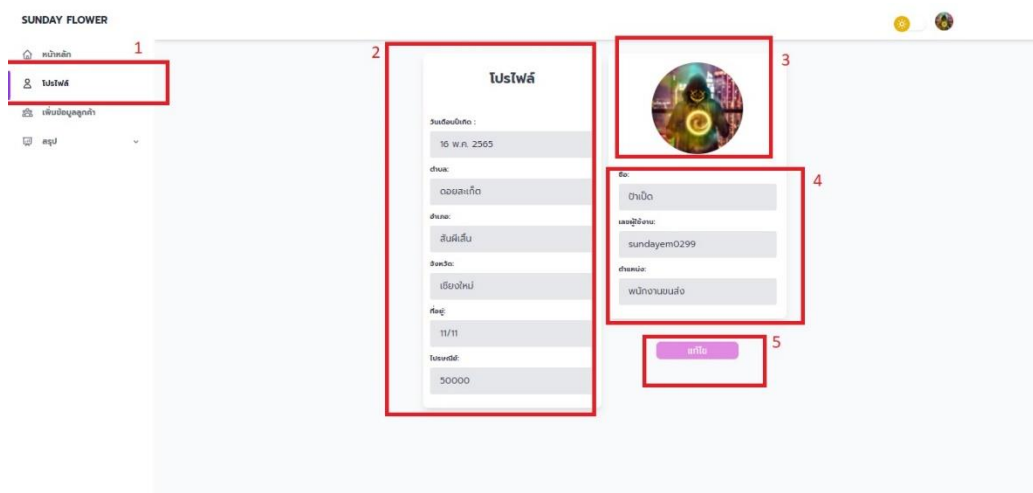 SUNDAY FLOWER
หน้าหลัก
1
โปรไฟล์
เพิ่มข้อมูลลูกค้า
สรุป
2
โปรไฟล์
วันเดือนปีเกิด :
16 พ.ค. 2565
ตำบล:
ดอยสะเก็ต
อำเภอ:
สันผีเสื้น
จังหวัด:
เชียงใหม่
ที่อยู่:
11/11
ไปรษณีย์:
50000
3
4
ชื่อ:
ป้าเป็ด
เลขผู้ใช้งาน:
sundayem0299
ตำแหน่ง:
พนักงานขนส่ง
5
แก้ไข